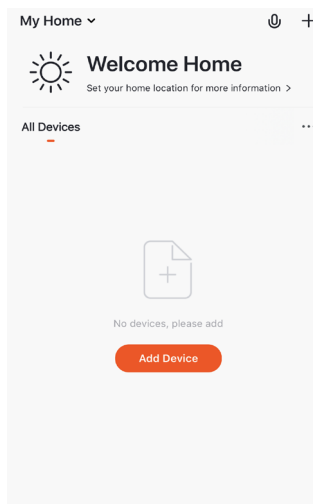 My Home
Welcome Home
Set your home location for more information >
All Devices
No devices, please add
Add Device